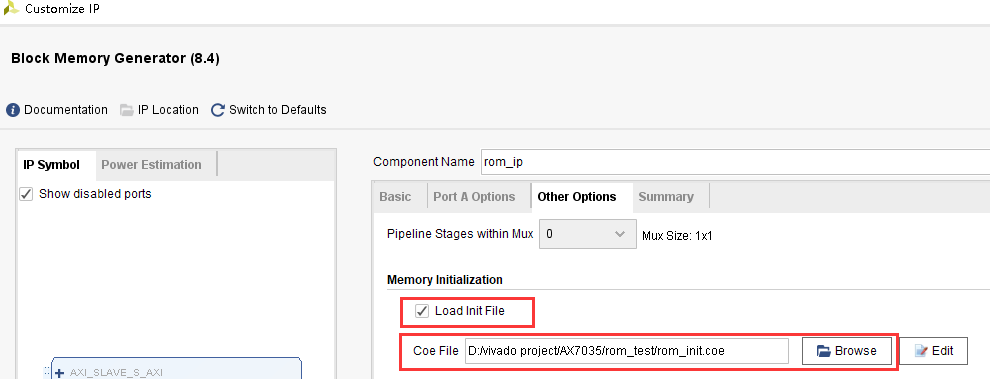 Customize IP
Block Memory Generator (8.4)
Documentation IP Location Switch to Defaults
IP Symbol Power Estimation
Show disabled ports
AXI_SLAVE_S_AXI
Component Name rom_ip
Basic Port A Options Other Options Summary
Pipeline Stages within Mux 0 Mux Size: 1x1
Memory Initialization
Load Init File
Coe File D:/vivado project/AX7035/rom_test/rom_init.coe Browse Edit